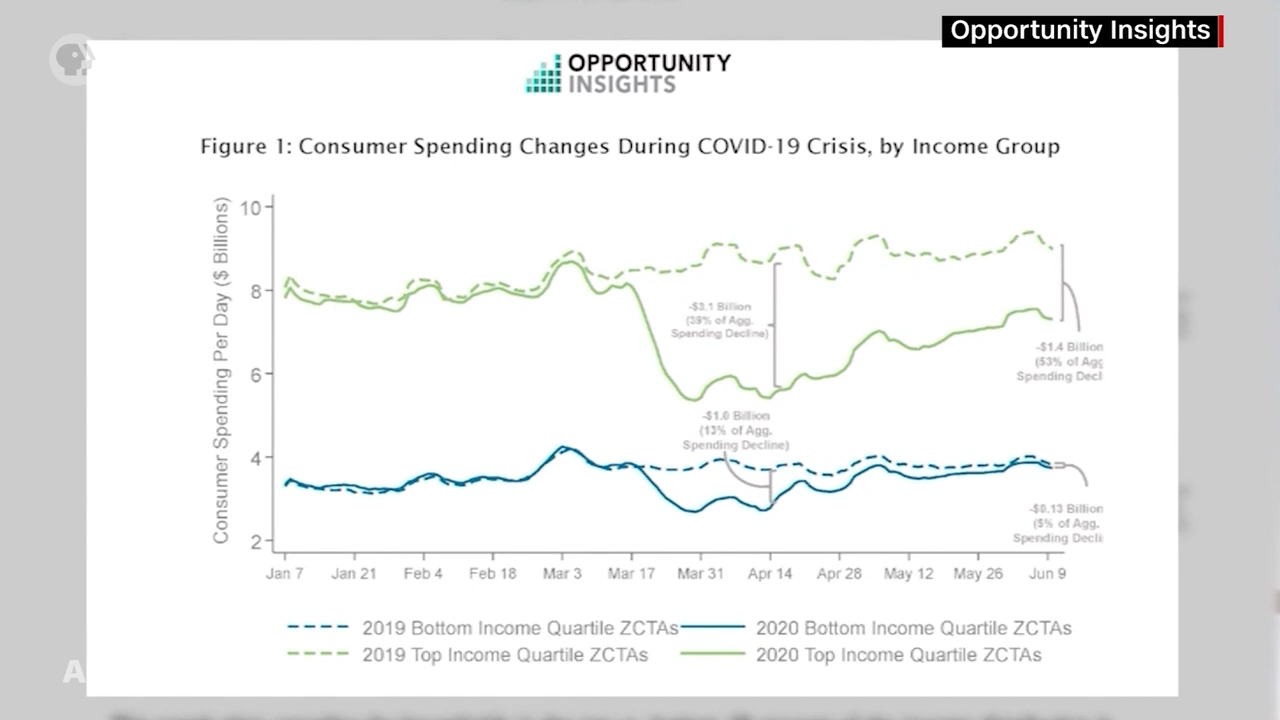 Opportunity Insights
OPPORTUNITY
INSIGHTS
Figure 1: Consumer Spending Changes During COVID-19 Crisis, by Income Group
Consumer Spending Per Day ($ Billions)
10
8
6
4
2
-$3.1 Billion
(39% of Agg.
Spending Decline)
-$1.4 Billion
(53% of Agg
Spending Decl
-$1.0 Billion
(13% of Agg.
Spending Decline)
-$0.13 Billion
(5% of Agg.
Spending Decli
Jan 7 Jan 21 Feb 4 Feb 18 Mar 3 Mar 17 Mar 31 Apr 14 Apr 28 May 12 May 26 Jun 9
2019 Bottom Income Quartile ZCTAs 2020 Bottom Income Quartile ZCTAs
2019 Top Income Quartile ZCTAs 2020 Top Income Quartile ZCTAs
A